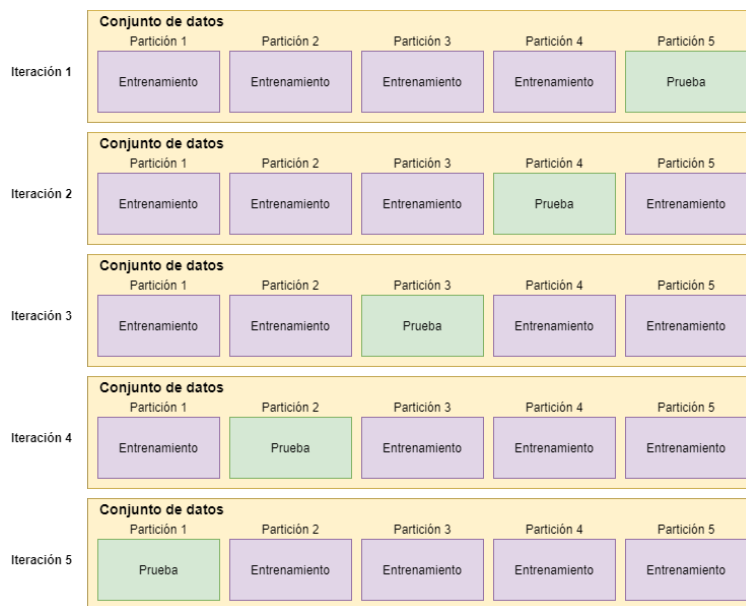 Conjunto de datos
Partición 1 Partición 2 Partición 3 Partición 4 Partición 5
Iteración 1 Entrenamiento Entrenamiento Entrenamiento Entrenamiento Prueba
Conjunto de datos
Partición 1 Partición 2 Partición 3 Partición 4 Partición 5
Iteración 2 Entrenamiento Entrenamiento Entrenamiento Prueba Entrenamiento
Conjunto de datos
Partición 1 Partición 2 Partición 3 Partición 4 Partición 5
Iteración 3 Entrenamiento Entrenamiento Prueba Entrenamiento Entrenamiento
Conjunto de datos
Partición 1 Partición 2 Partición 3 Partición 4 Partición 5
Iteración 4 Entrenamiento Prueba Entrenamiento Entrenamiento Entrenamiento
Conjunto de datos
Partición 1 Partición 2 Partición 3 Partición 4 Partición 5
Iteración 5 Prueba Entrenamiento Entrenamiento Entrenamiento Entrenamiento